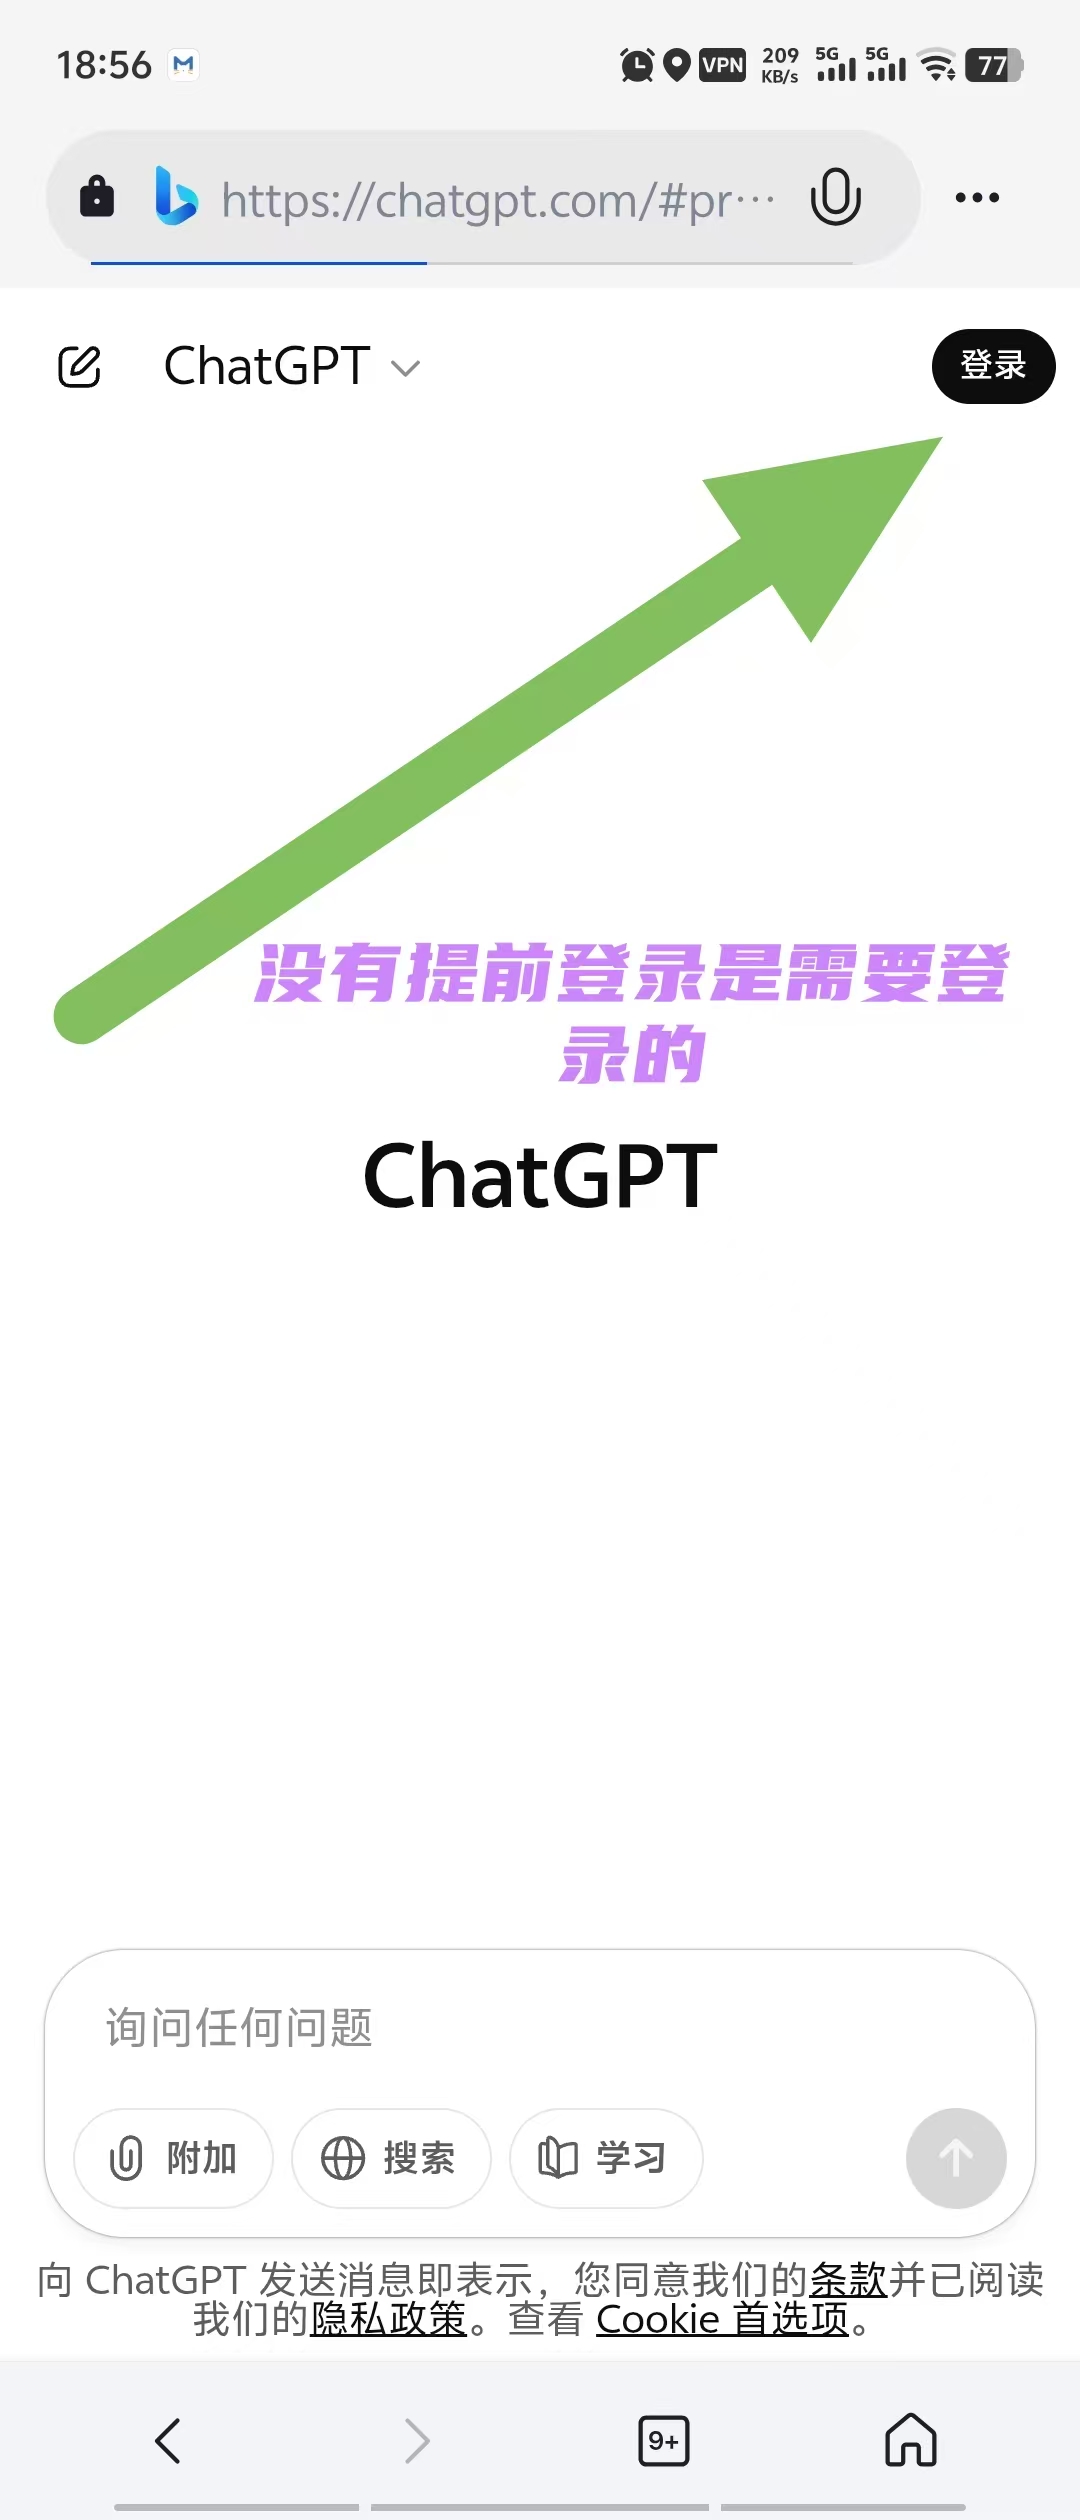 18:56
VPN
209
KB/s
5G
5G
77
https://chatgpt.com/#pr…
ChatGPT
登录
没有提前登录是需要登
录的
ChatGPT
询问任何问题
附加
搜索
学习
向 ChatGPT 发送消息即表示，您同意我们的条款并已阅读
我们的隐私政策。查看 Cookie 首选项。
9+